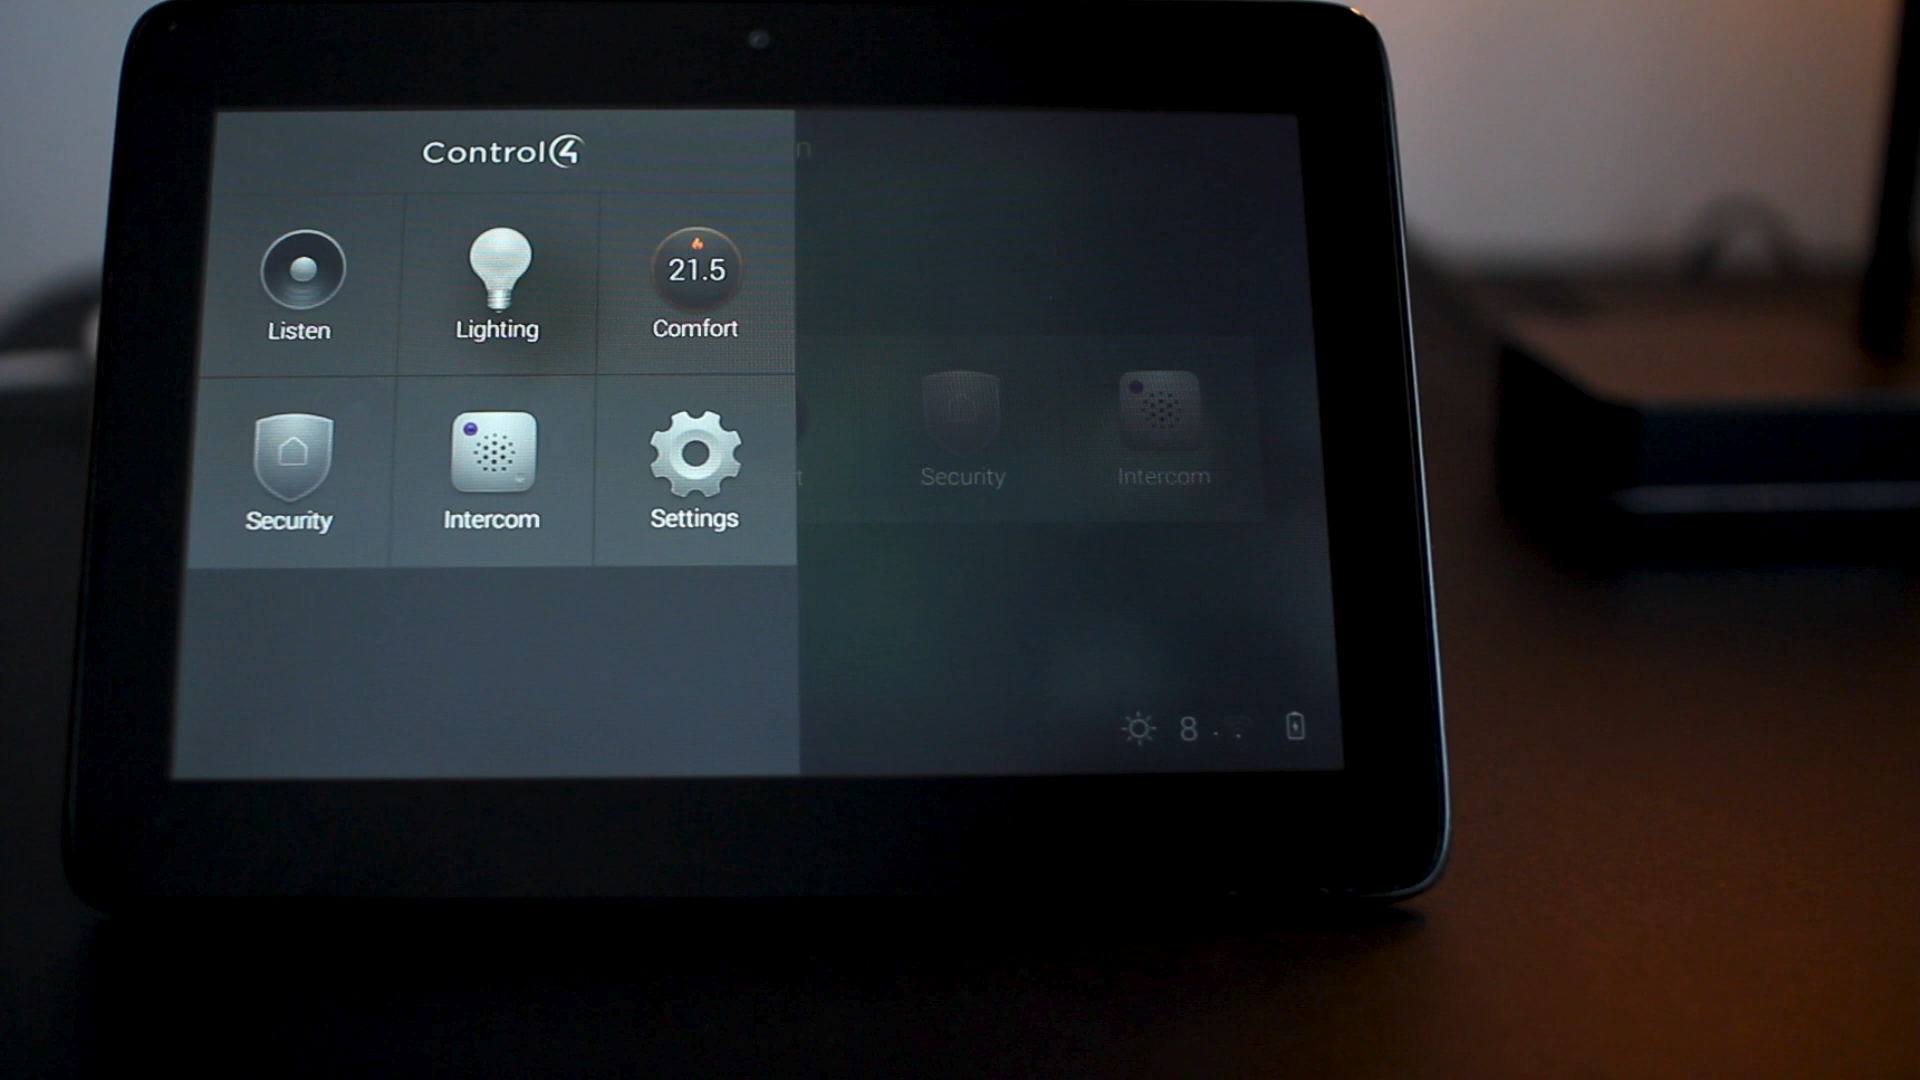 Control4
n
Listen
Lighting
21.5
Comfort
Security
Intercom
Settings
t
Security
Intercom
8